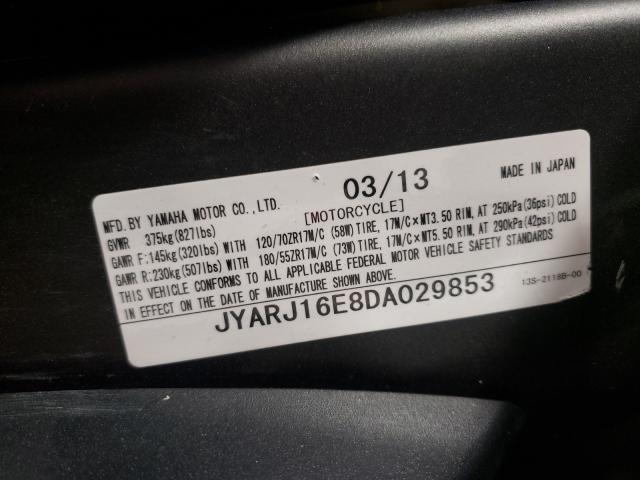 03/13 MADE IN JAPAN
MFD. BY YAMAHA MOTOR CO.,LTD. [MOTORCYCLE]
GVWR 375kg(827lbs)
GAWR F:145kg(320lbs)WITH 120/70ZR17M/C (58W)TIRE, 17M/C×MT3.50 RIM, AT 250kPa(36psi)COLD
GAWR R:230kg(507lbs)WITH 180/55ZR17M/C (73W)TIRE, 17M/C×MT5.50 RIM, AT 290kPa(42psi)COLD
THIS VEHICLE CONFORMS TO ALL APPLICABLE FEDERAL MOTOR VEHICLE SAFETY STANDARDS
IN EFFECT ON THE DATE OF MANUFACTURE SHOWN ABOVE. 13S-2118B-00
JYARJ16E8DA029853